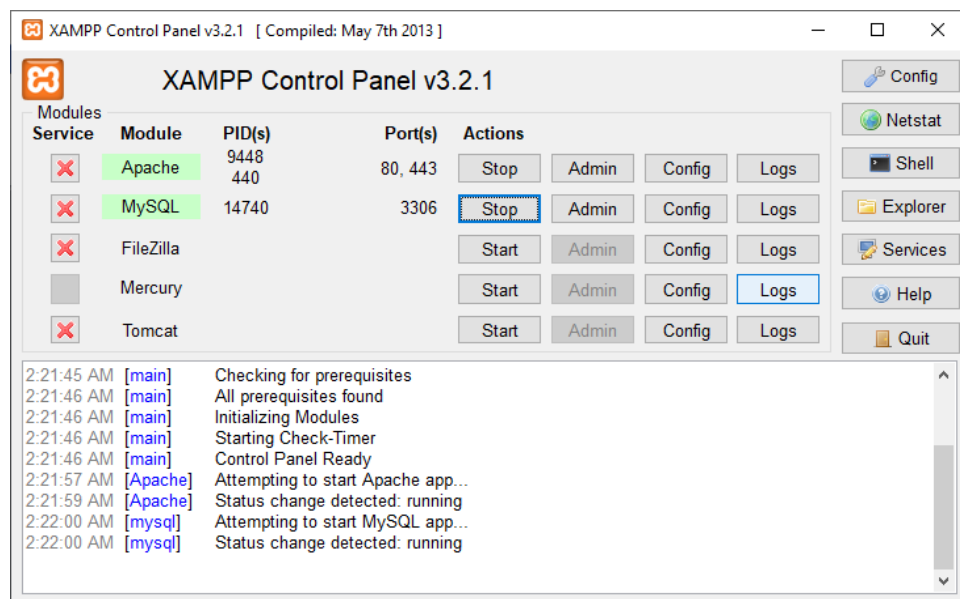 XAMPP Control Panel v3.2.1 [ Compiled: May 7th 2013 ]
XAMPP Control Panel v3.2.1
Config
Modules
Service Module PID(s) Port(s) Actions
Netstat
Apache 9448 440 80, 443 Stop Admin Config Logs
Shell
MySQL 14740 3306 Stop Admin Config Logs
Explorer
FileZilla Start Admin Config Logs
Services
Mercury Start Admin Config Logs
Help
Tomcat Start Admin Config Logs
Quit
2:21:45 AM [main] Checking for prerequisites
2:21:46 AM [main] All prerequisites found
2:21:46 AM [main] Initializing Modules
2:21:46 AM [main] Starting Check-Timer
2:21:46 AM [main] Control Panel Ready
2:21:57 AM [Apache] Attempting to start Apache app...
2:21:59 AM [Apache] Status change detected: running
2:22:00 AM [mysql] Attempting to start MySQL app...
2:22:00 AM [mysql] Status change detected: running